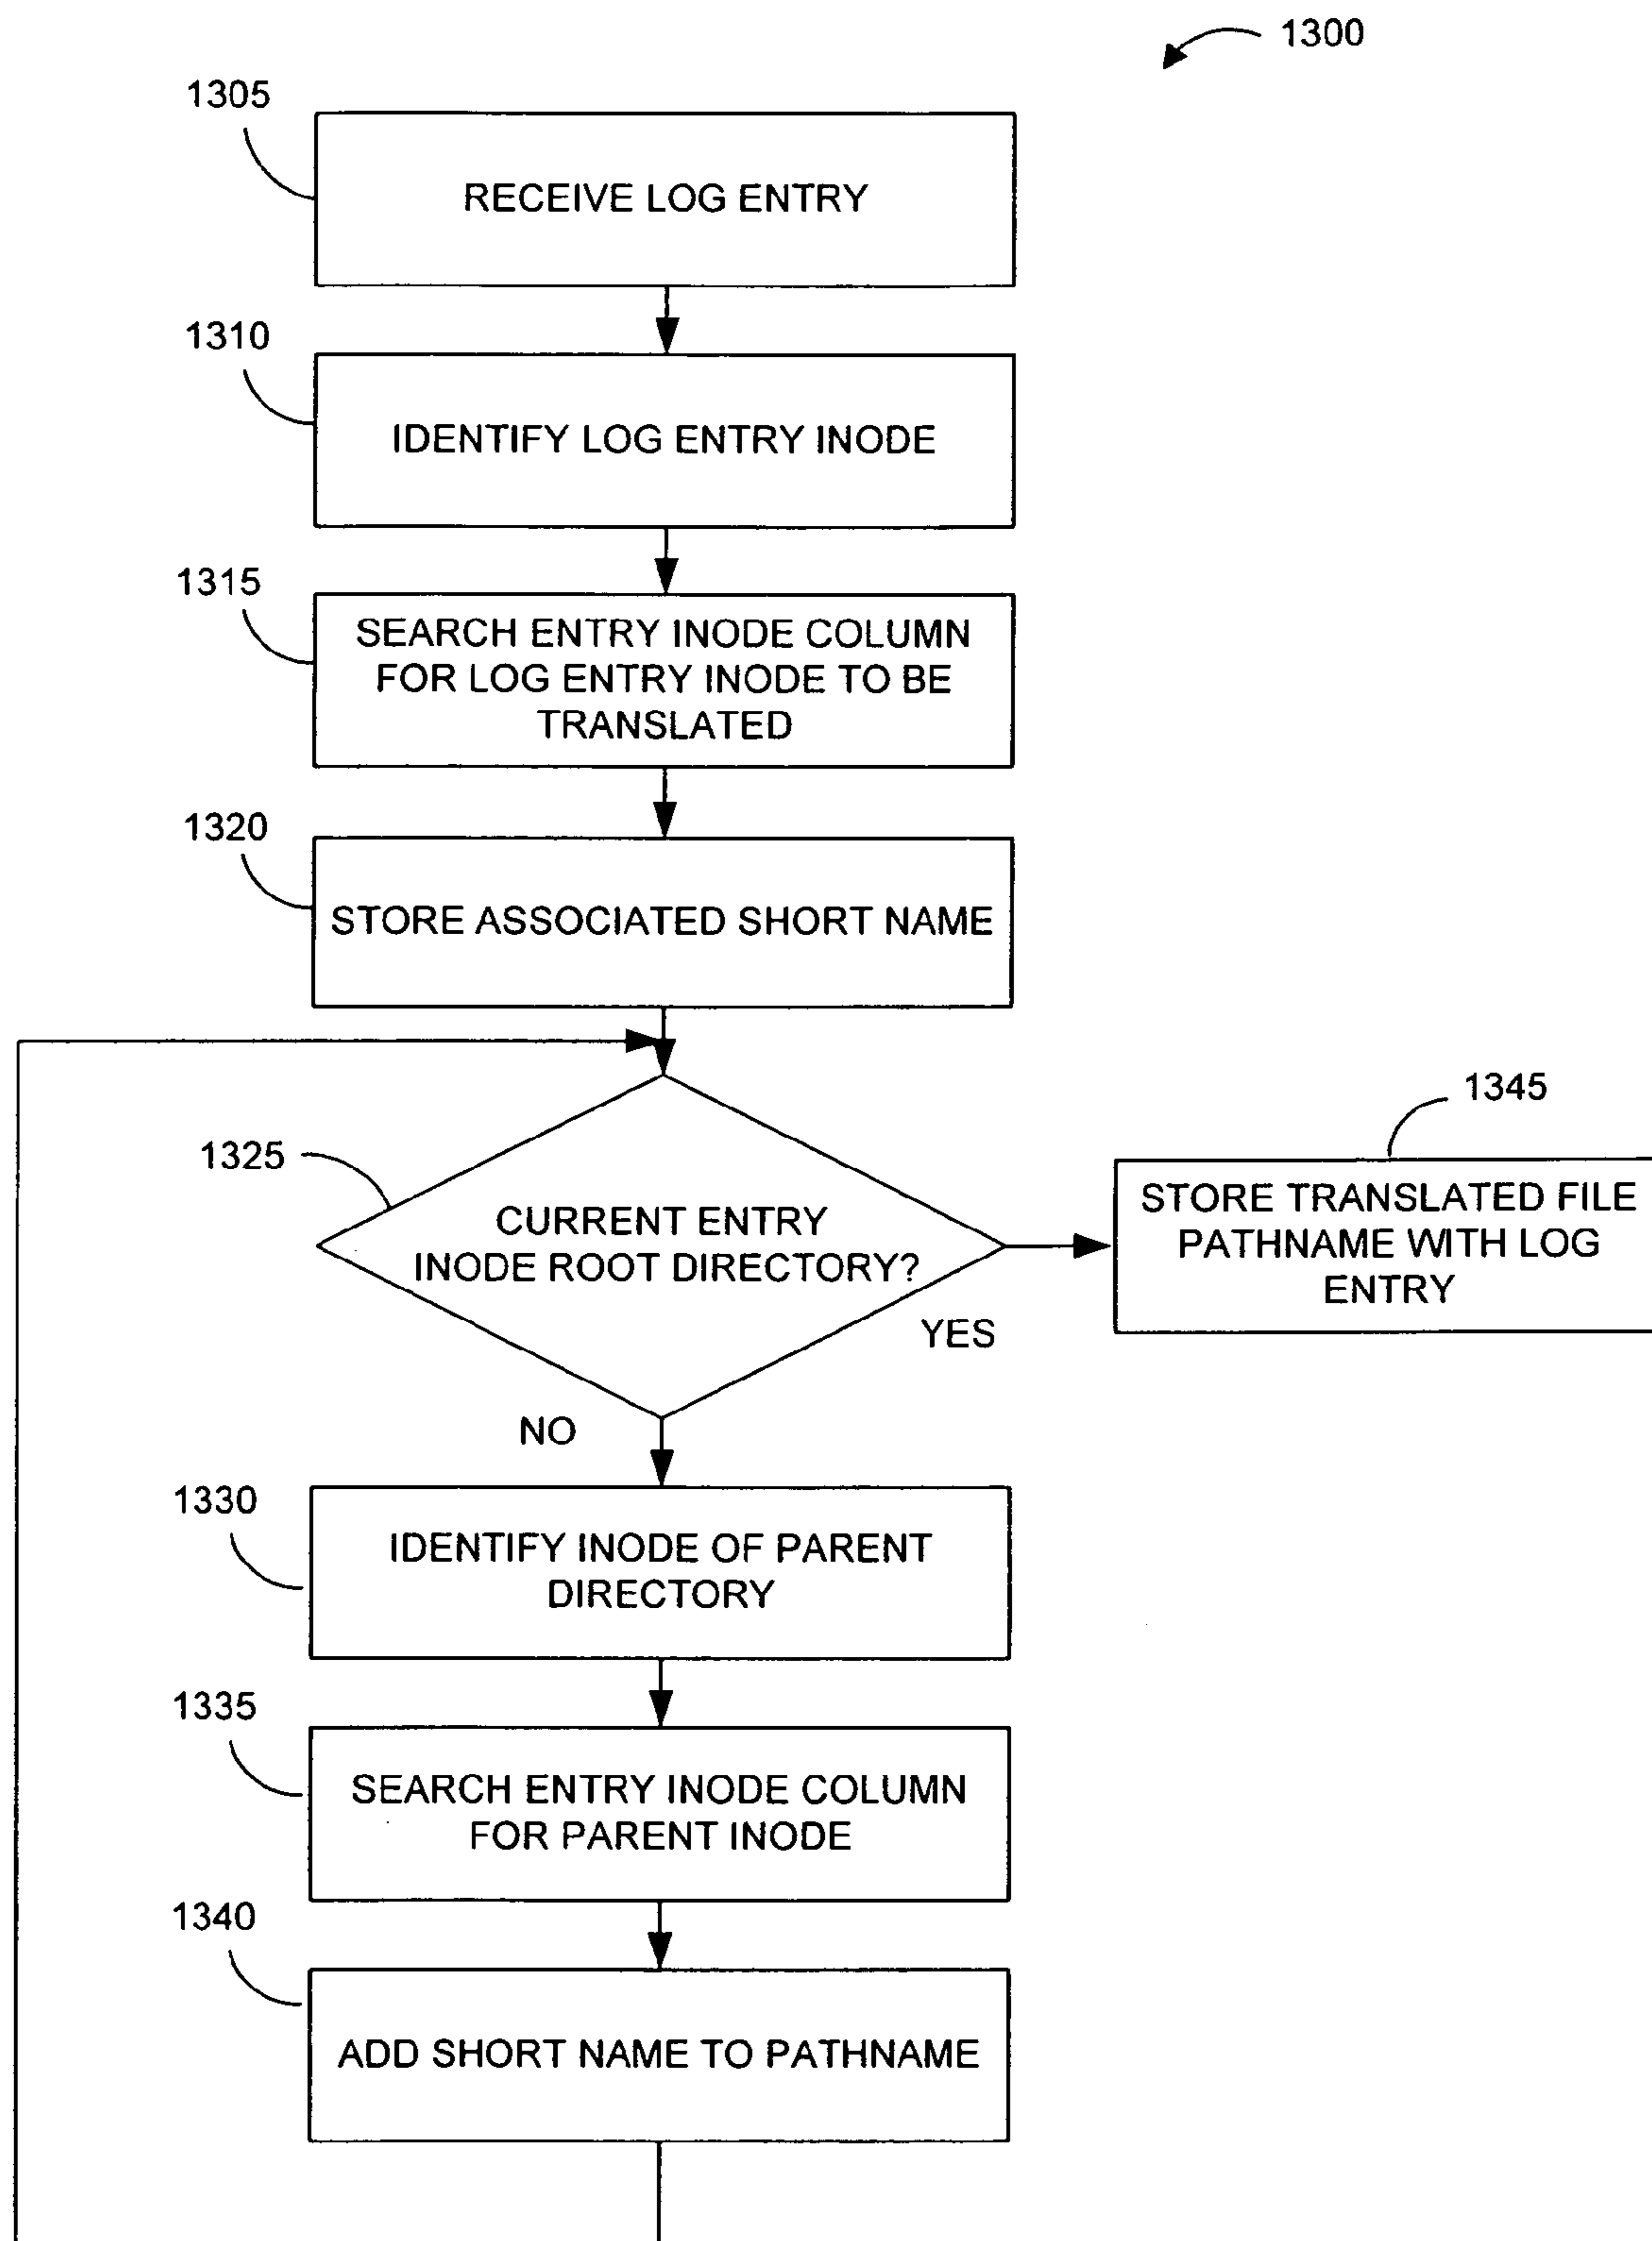 1300
1305
RECEIVE LOG ENTRY
1310
IDENTIFY LOG ENTRY INODE
1315
SEARCH ENTRY INODE COLUMN
FOR LOG ENTRY INODE TO BE
TRANSLATED
1320
STORE ASSOCIATED SHORT NAME
1325
CURRENT ENTRY
INODE ROOT DIRECTORY?
YES
1345
STORE TRANSLATED FILE
PATHNAME WITH LOG
ENTRY
NO
1330
IDENTIFY INODE OF PARENT
DIRECTORY
1335
SEARCH ENTRY INODE COLUMN
FOR PARENT INODE
1340
ADD SHORT NAME TO PATHNAME